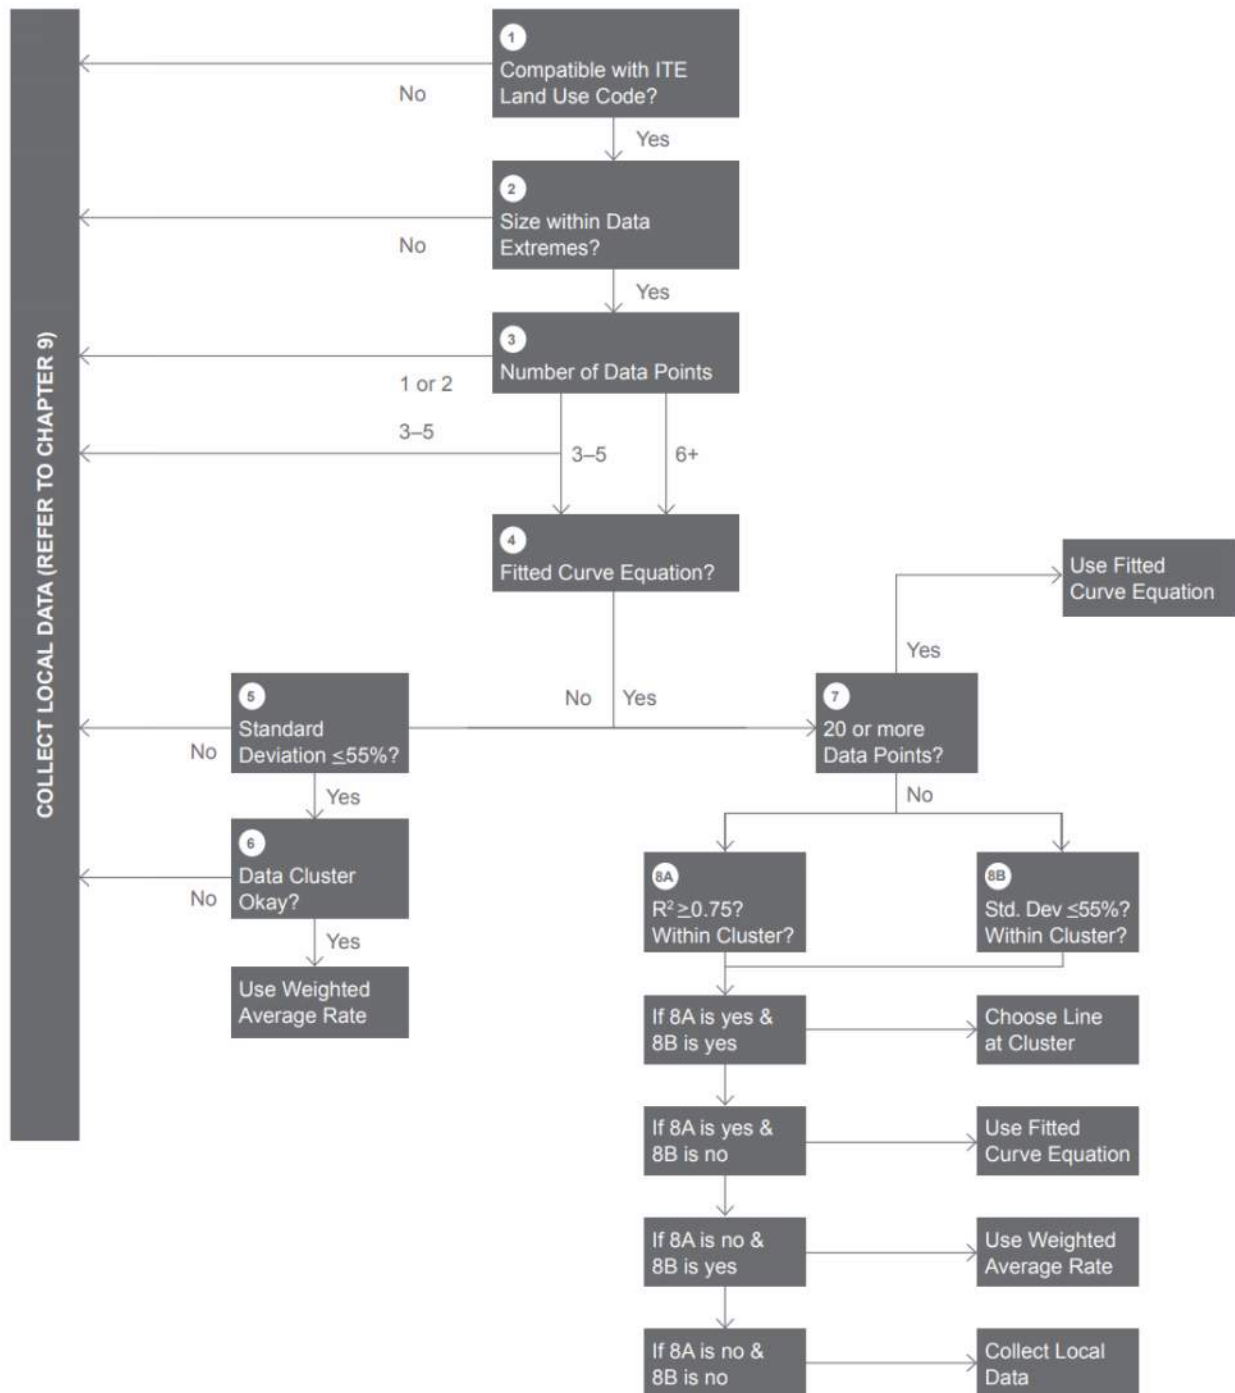 COLLECT LOCAL DATA (REFER TO CHAPTER 9)
1
Compatible with ITE
Land Use Code?
No
Yes
2
Size within Data
Extremes?
No
Yes
3
Number of Data Points
1 or 2
3–5
3–5
6+
4
Fitted Curve Equation?
Use Fitted
Curve Equation
Yes
No
Yes
5
Standard
Deviation ≤55%?
No
Yes
7
20 or more
Data Points?
No
6
Data Cluster
Okay?
No
Yes
Use Weighted
Average Rate
8A
R² ≥0.75?
Within Cluster?
8B
Std. Dev ≤55%?
Within Cluster?
If 8A is yes &
8B is yes
Choose Line
at Cluster
If 8A is yes &
8B is no
Use Fitted
Curve Equation
If 8A is no &
8B is yes
Use Weighted
Average Rate
If 8A is no &
8B is no
Collect Local
Data